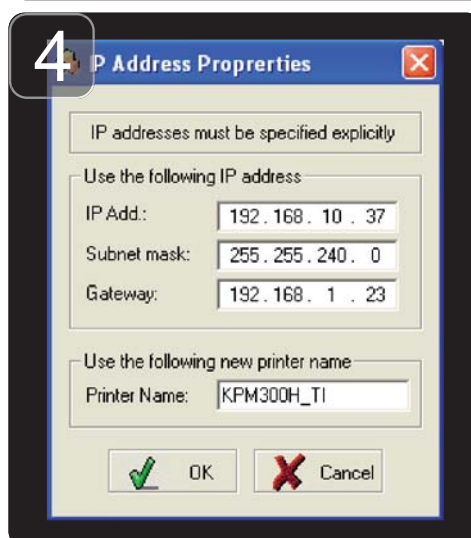 4
IP Address Proprerties
IP addresses must be specified explicitly
Use the following IP address
IP Add.: 192 . 168 . 10 . 37
Subnet mask: 255 . 255 . 240 . 0
Gateway: 192 . 168 . 1 . 23
Use the following new printer name
Printer Name: KPM300H_TI
OK Cancel